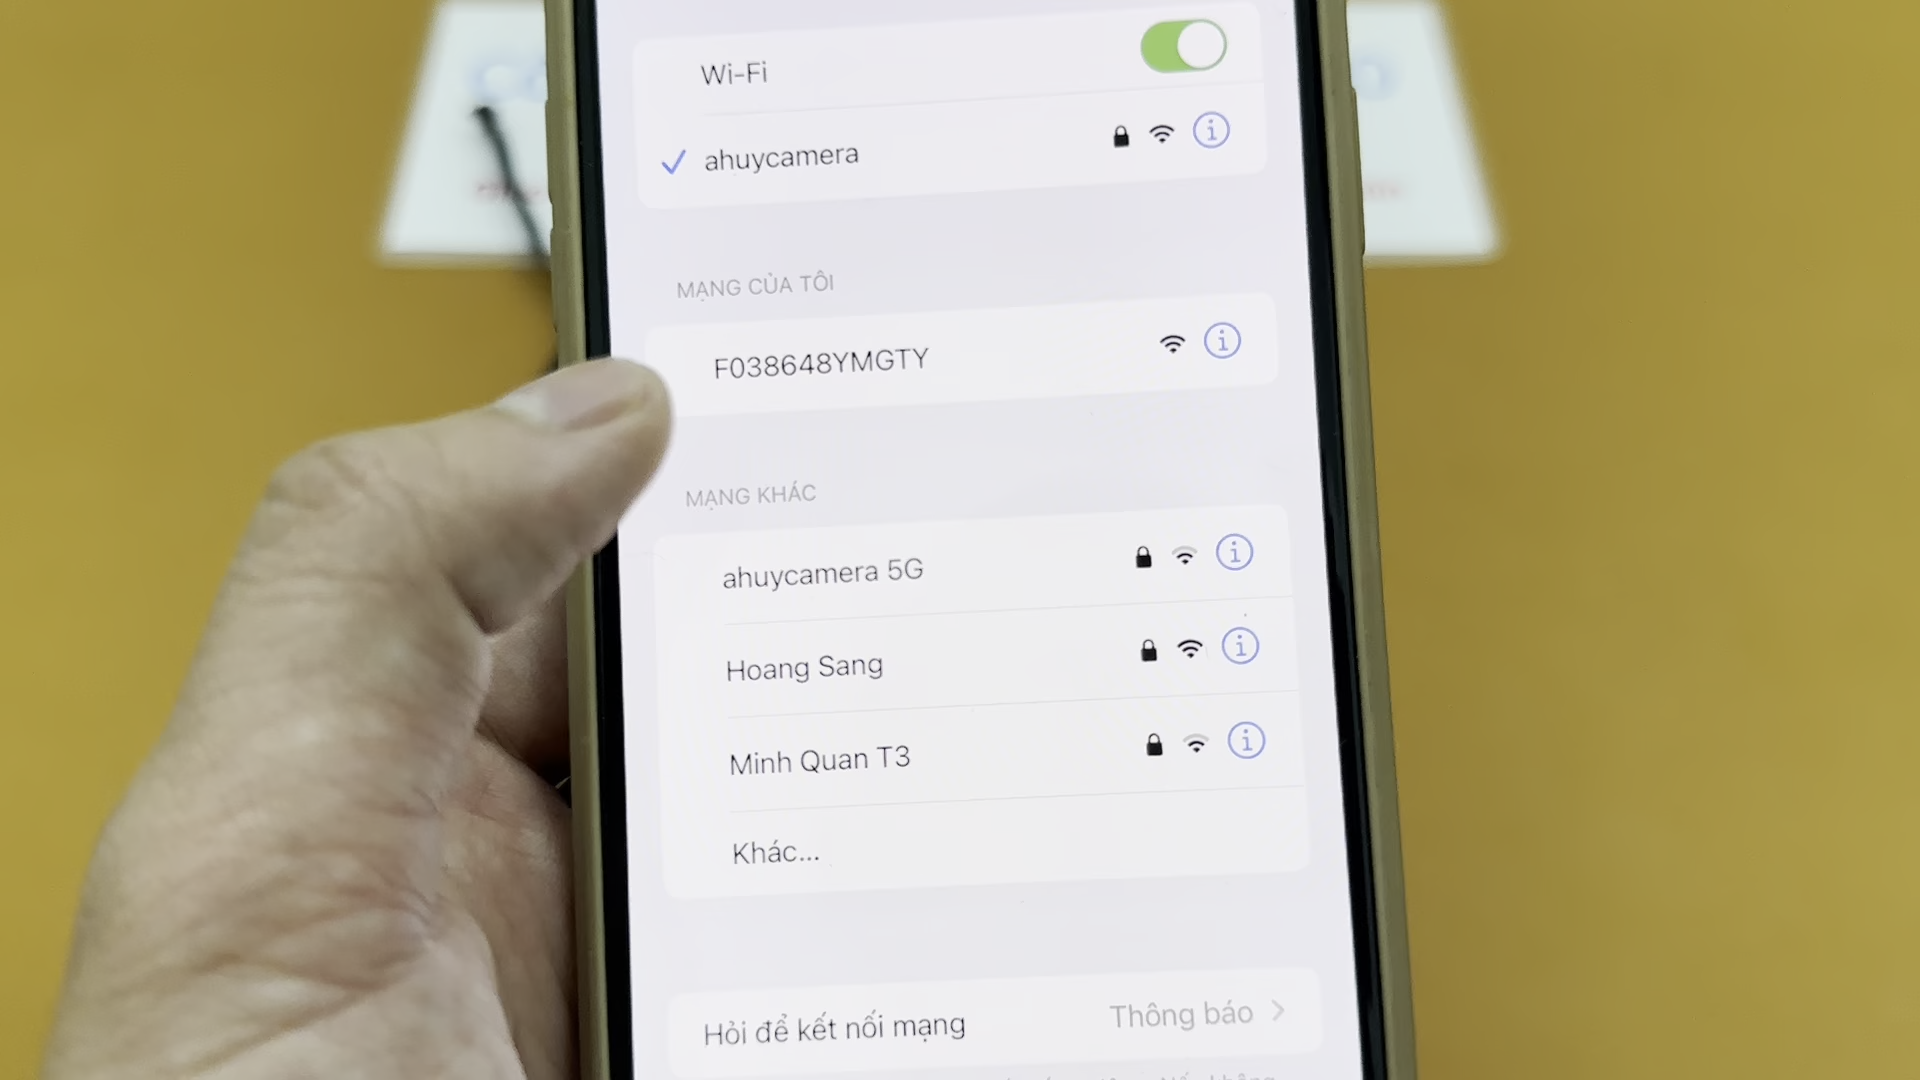 Wi-Fi
ahuycamera
MẠNG CỦA TÔI
F038648YMGTY
MẠNG KHÁC
ahuycamera 5G
Hoang Sang
Minh Quan T3
Khác...
Hỏi để kết nối mạng
Thông báo